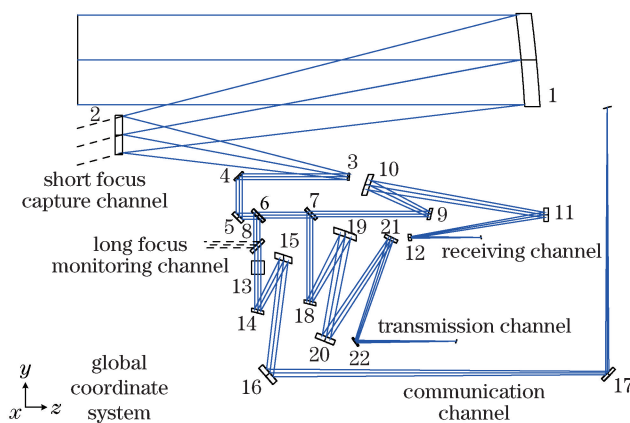 1
2
3
10
short focus
capture channel
4
5
6
7
8
9
11
19
21
12
long focus
monitoring channel
15
receiving channel
13
14
18
transmission channel
20
22
global
coordinate
system
y
x
z
16
communication
channel
17